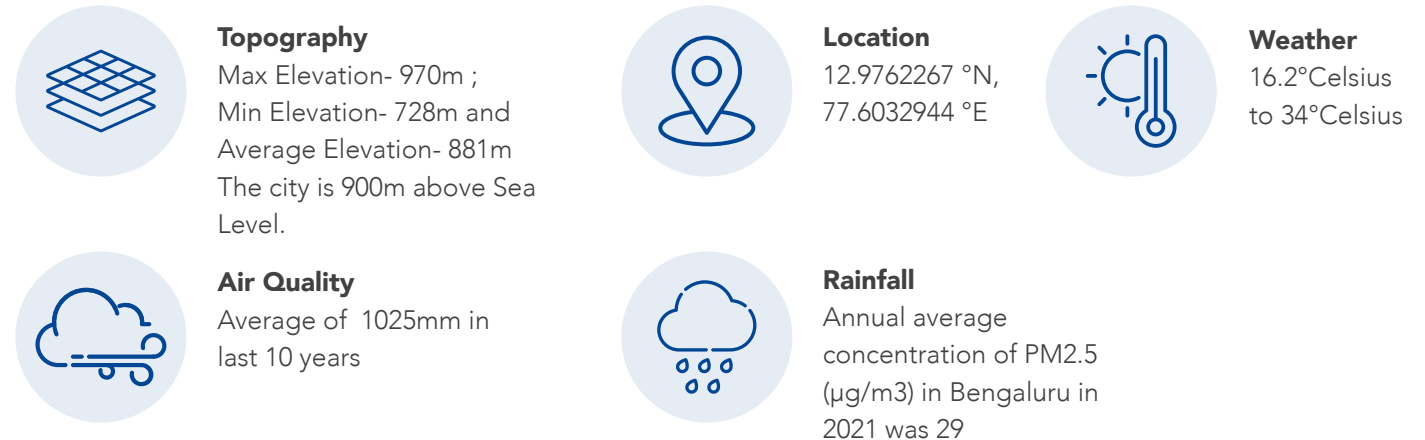 Topography
Max Elevation- 970m ;
Min Elevation- 728m and
Average Elevation- 881m
The city is 900m above Sea
Level.
Location
12.9762267 °N,
77.6032944 °E
Weather
16.2°Celsius
to 34°Celsius
Air Quality
Average of  1025mm in
last 10 years
Rainfall
Annual average
concentration of PM2.5
(μg/m3) in Bengaluru in
2021 was 29